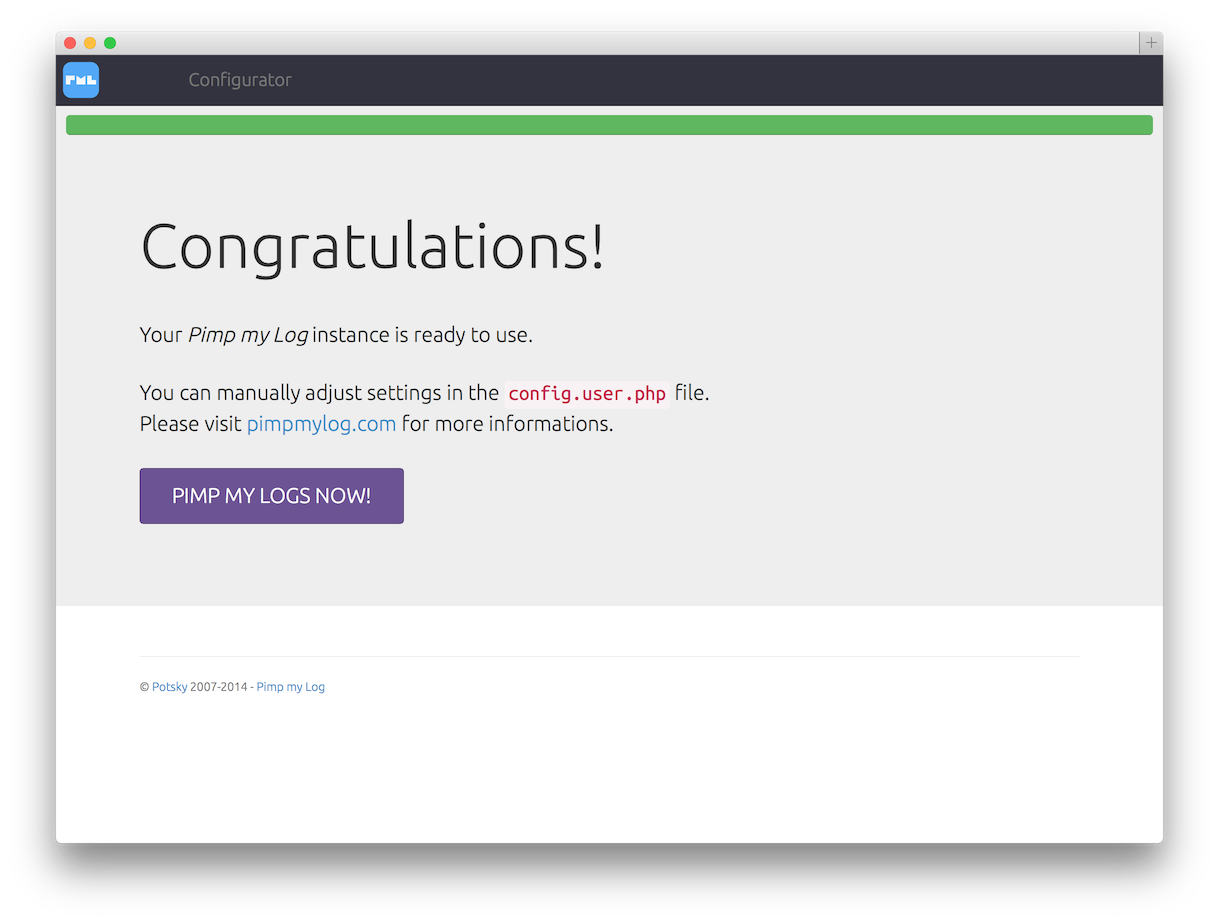 PML
Configurator
Congratulations!
Your Pimp my Log instance is ready to use.
You can manually adjust settings in the config.user.php file.
Please visit pimpmylog.com for more informations.
PIMP MY LOGS NOW!
© Potsky 2007-2014 - Pimp my Log